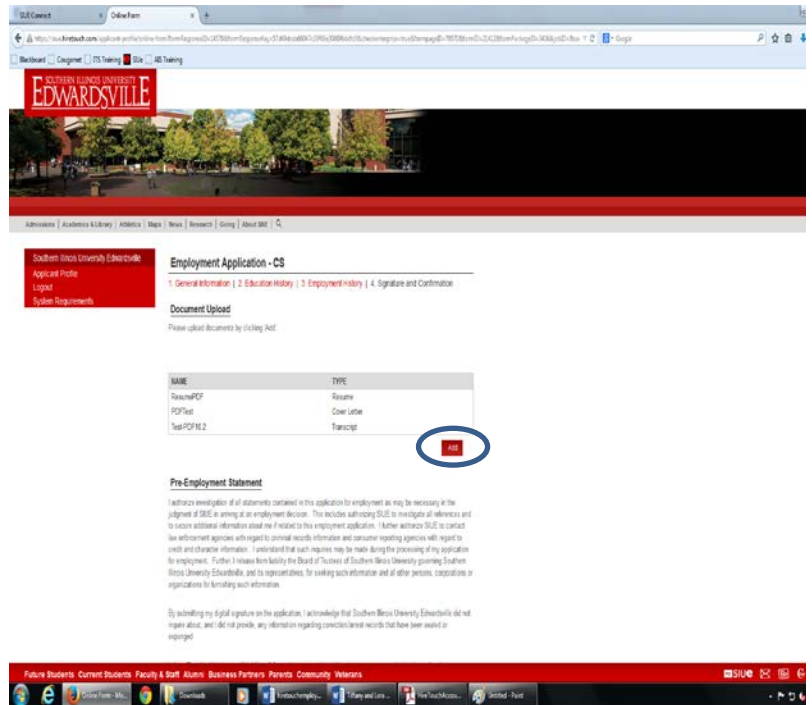 SIUE Connect
Online Form
Google
Blackboard
Cougarnet
ITS Training
SUIe
AIS Training
SOUTHERN ILLINOIS UNIVERSITY
EDWARDSVILLE
Admissions | Academics & Library | Athletics | Maps | News | Research | Giving | About SIUE
Southern Illinois University Edwardsville
Applicant Profile
Logout
System Requirements
Employment Application - CS
1. General Information | 2. Education History | 3. Employment History | 4. Signature and Confirmation
Document Upload
Please upload documents by clicking 'Add'.
NAME TYPE
ResumePDF Resume
PDFTest Cover Letter
Test-PDF16.2 Transcript
Add
Pre-Employment Statement
I authorize investigation of all statements contained in this application for employment as may be necessary in the
judgment of SIUE in arriving at an employment decision. This includes authorizing SIUE to investigate all references and
to secure additional information about me if related to this employment application. I further authorize SIUE to contact
law enforcement agencies with regard to criminal records information and consumer reporting agencies with regard to
credit and character information. I understand that such inquiries may be made during the processing of my application
for employment. Further, I release from liability the Board of Trustees of Southern Illinois University governing Southern
Illinois University Edwardsville, and its representatives, for seeking such information and all other persons, corporations or
organizations for furnishing such information.
By submitting my digital signature on the application, I acknowledge that Southern Illinois University Edwardsville did not
inquire about, and I did not provide, any information regarding conviction/arrest records that have been sealed or
expunged.
Future Students Current Students Faculty & Staff Alumni Business Partners Parents Community Veterans
SIUE
Online Form - Mo...
Downloads
hiretouchemploy...
Tiffany and Lora...
HireTouchAccou...
Untitled - Paint